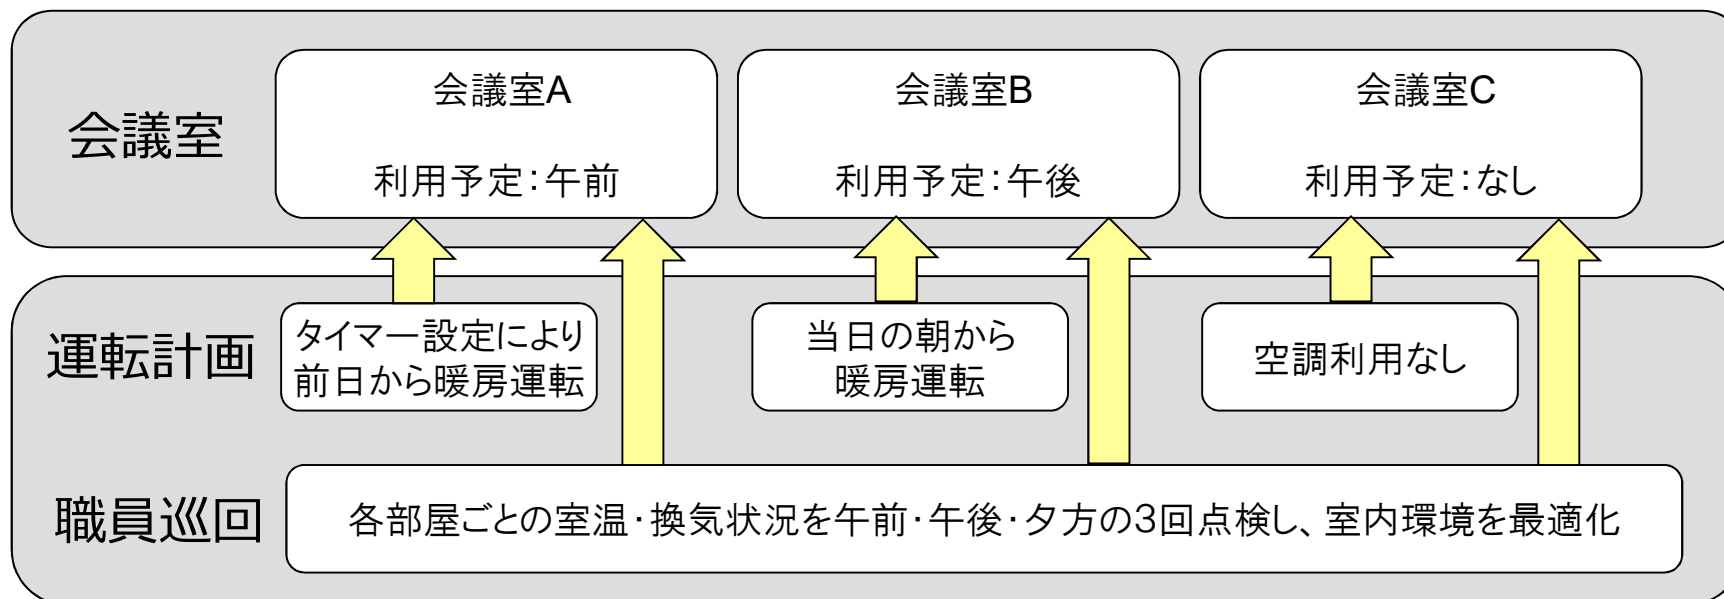 会議室
会議室A
利用予定:午前
会議室B
利用予定:午後
会議室C
利用予定:なし
運転計画
タイマー設定により
前日から暖房運転
当日の朝から
暖房運転
空調利用なし
職員巡回
各部屋ごとの室温・換気状況を午前・午後・夕方の3回点検し、室内環境を最適化